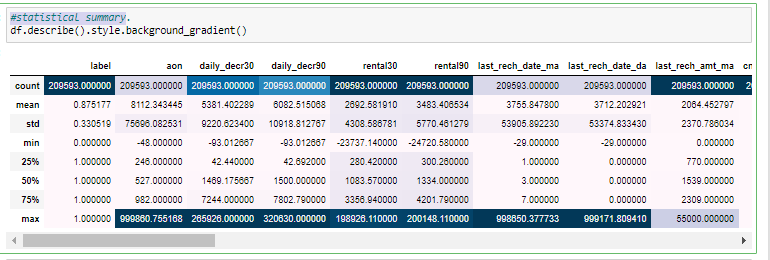 #statistical summary.
df.describe().style.background_gradient()
label aon daily_decr30 daily_decr90 rental30 rental90 last_rech_date_ma last_rech_date_da last_rech_amt_ma
count 209593.000000 209593.000000 209593.000000 209593.000000 209593.000000 209593.000000 209593.000000 209593.000000 209593.000000
mean 0.875177 8112.343445 5381.402289 6082.515068 2692.581910 3483.406534 3755.847800 3712.202921 2064.452797
std 0.330519 75696.082531 9220.623400 10918.812767 4308.586781 5770.461279 53905.892230 53374.833430 2370.786034
min 0.000000 -48.000000 -93.012667 -93.012667 -23737.140000 -24720.580000 -29.000000 -29.000000 0.000000
25% 1.000000 246.000000 42.440000 42.692000 280.420000 300.260000 1.000000 0.000000 770.000000
50% 1.000000 527.000000 1469.175667 1500.000000 1083.570000 1334.000000 3.000000 0.000000 1539.000000
75% 1.000000 982.000000 7244.000000 7802.790000 3356.940000 4201.790000 7.000000 0.000000 2309.000000
max 1.000000 999860.755168 265926.000000 320630.000000 198926.110000 200148.110000 998650.377733 999171.809410 55000.000000